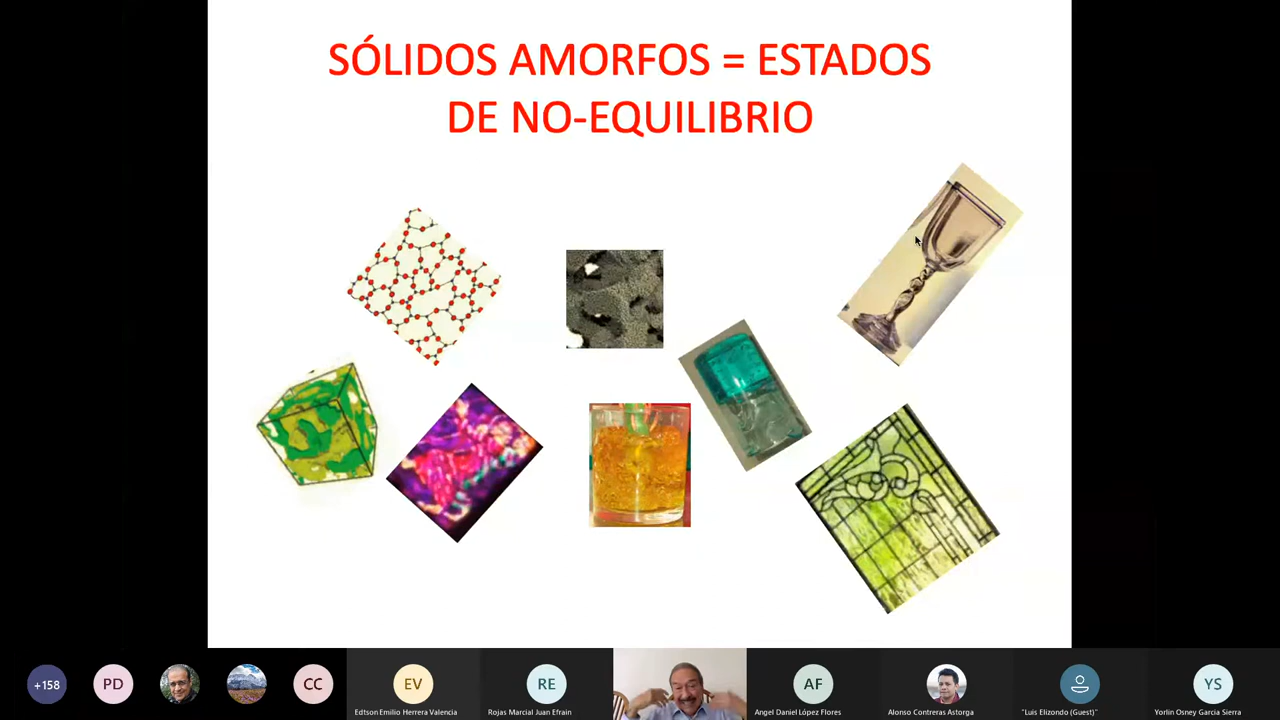 SÓLIDOS AMORFOS = ESTADOS
DE NO-EQUILIBRIO
+158
PD
CC
EV
Edtson Emilio Herrera Valencia
RE
Rojas Marcial Juan Efrain
AF
Angel Daniel López Flores
Alonso Contreras Astorga
"Luis Elizondo (Guest)"
YS
Yorlin Osney Garcia Sierra